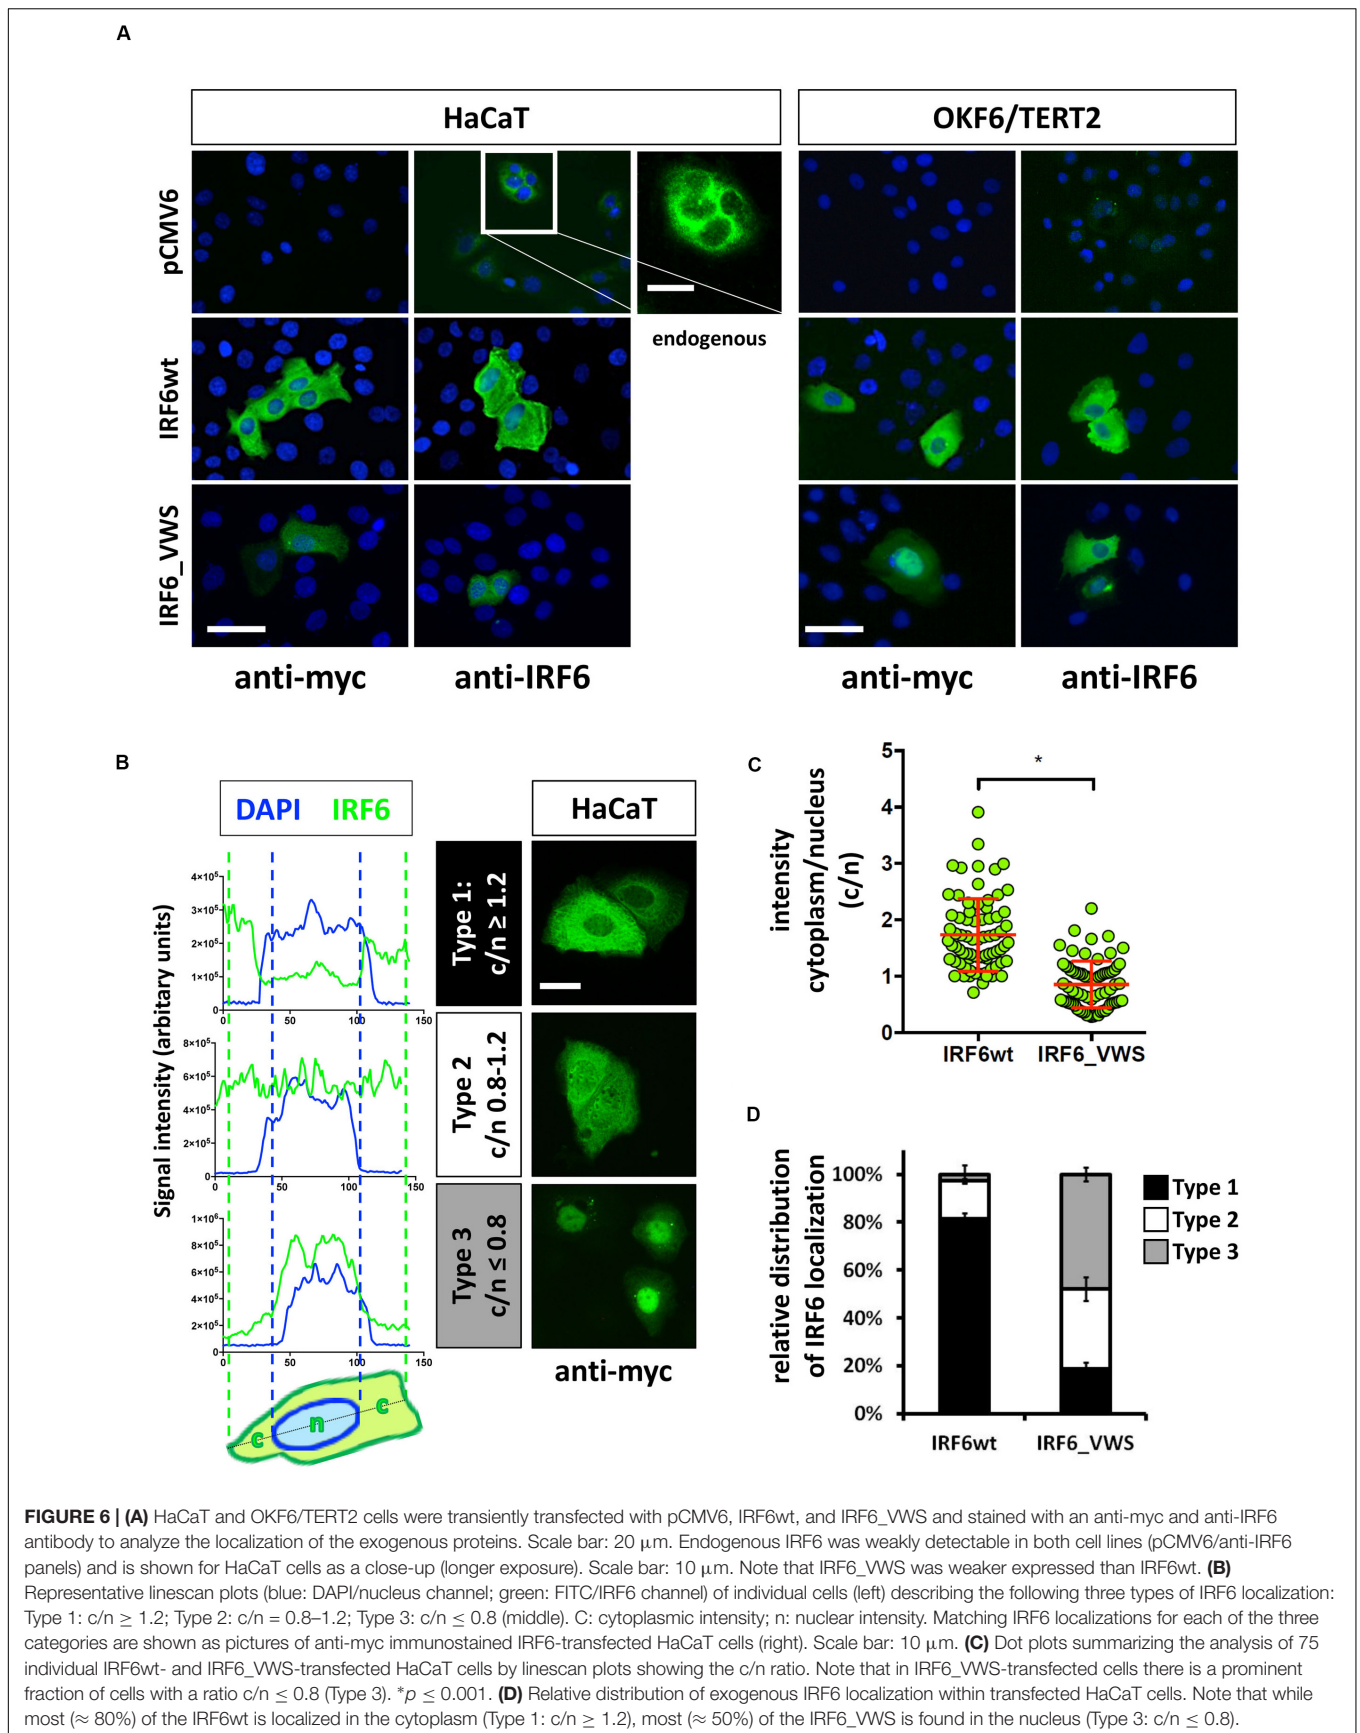 A
HaCaT
OKF6/TERT2
pCMV6
endogenous
IRF6wt
IRF6_VWS
anti-myc
anti-IRF6
anti-myc
anti-IRF6
B
DAPI IRF6
HaCaT
Signal intensity (arbitary units)
4×10⁵
3×10⁵
2×10⁵
1×10⁵
0
0 50 100 150
Type 1:
c/n ≥ 1.2
8×10⁵
6×10⁵
4×10⁵
2×10⁵
0
0 50 100 150
Type 2
c/n 0.8-1.2
1×10⁶
8×10⁵
6×10⁵
4×10⁵
2×10⁵
0
0 50 100 150
Type 3
c/n ≤ 0.8
c n c
anti-myc
C
intensity
cytoplasm/nucleus
(c/n)
5
4
3
2
1
0
*
IRF6wt IRF6_VWS
D
relative distribution
of IRF6 localization
100%
80%
60%
40%
20%
0%
IRF6wt IRF6_VWS
Type 1
Type 2
Type 3
FIGURE 6 | (A) HaCaT and OKF6/TERT2 cells were transiently transfected with pCMV6, IRF6wt, and IRF6_VWS and stained with an anti-myc and anti-IRF6
antibody to analyze the localization of the exogenous proteins. Scale bar: 20 μm. Endogenous IRF6 was weakly detectable in both cell lines (pCMV6/anti-IRF6
panels) and is shown for HaCaT cells as a close-up (longer exposure). Scale bar: 10 μm. Note that IRF6_VWS was weaker expressed than IRF6wt. (B)
Representative linescan plots (blue: DAPI/nucleus channel; green: FITC/IRF6 channel) of individual cells (left) describing the following three types of IRF6 localization:
Type 1: c/n ≥ 1.2; Type 2: c/n = 0.8–1.2; Type 3: c/n ≤ 0.8 (middle). C: cytoplasmic intensity; n: nuclear intensity. Matching IRF6 localizations for each of the three
categories are shown as pictures of anti-myc immunostained IRF6-transfected HaCaT cells (right). Scale bar: 10 μm. (C) Dot plots summarizing the analysis of 75
individual IRF6wt- and IRF6_VWS-transfected HaCaT cells by linescan plots showing the c/n ratio. Note that in IRF6_VWS-transfected cells there is a prominent
fraction of cells with a ratio c/n ≤ 0.8 (Type 3). *p ≤ 0.001. (D) Relative distribution of exogenous IRF6 localization within transfected HaCaT cells. Note that while
most (≈ 80%) of the IRF6wt is localized in the cytoplasm (Type 1: c/n ≥ 1.2), most (≈ 50%) of the IRF6_VWS is found in the nucleus (Type 3: c/n ≤ 0.8).